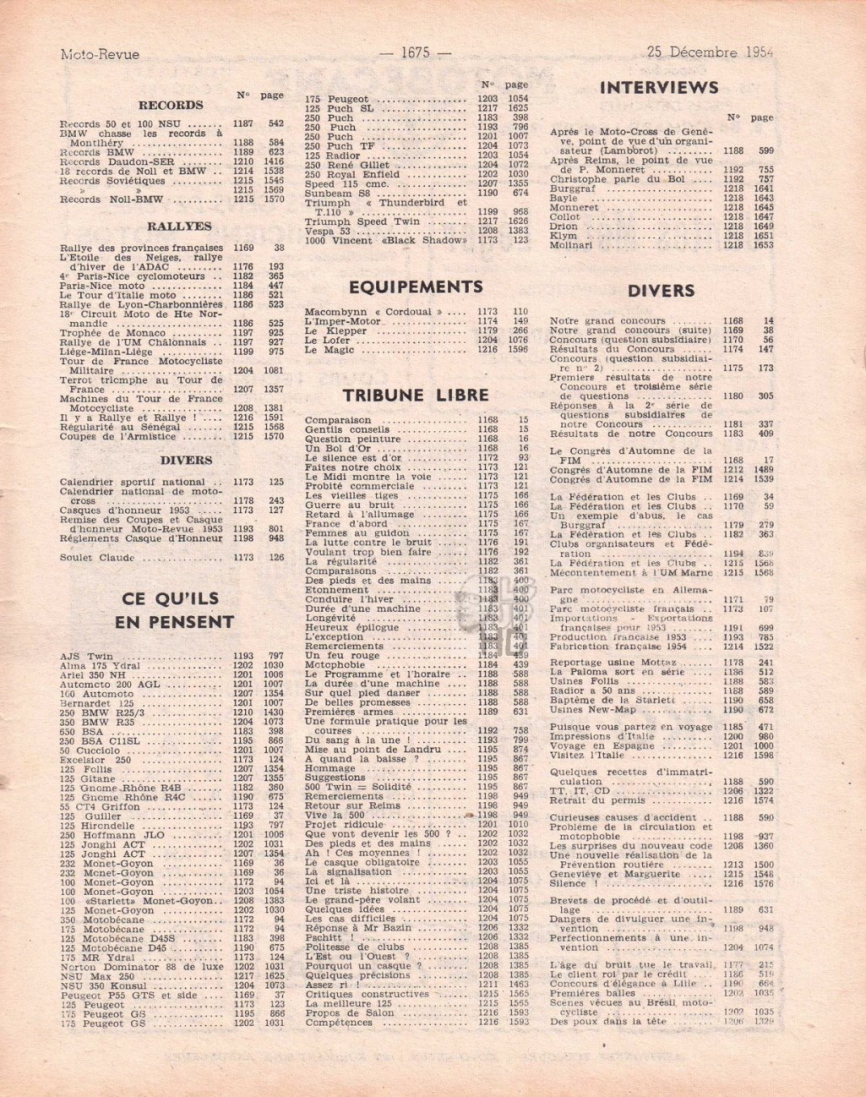 Moto-Revue — 1675 — 25 Décembre 1954
N° page
RECORDS
Records 50 et 100 NSU ...... 1187 542
BMW chasse les records à
Montlhéry ................ 1188 584
Records BMW ............... 1189 623
Records Daudon-SER ........ 1210 1416
18 records de Noll et BMW .. 1214 1538
Records Soviétiques ........ 1215 1546
» » ........ 1215 1569
Records Noll-BMW .......... 1215 1570
RALLYES
Rallye des provinces françaises 1169 38
L'Etoile des Neiges, rallye
d'hiver de l'ADAC ......... 1176 193
4e Paris-Nice cyclomoteurs .. 1182 365
Paris-Nice moto ............. 1184 447
Le Tour d'Italie moto ....... 1186 521
Rallye de Lyon-Charbonnières 1186 523
18e Circuit Moto de Hte Nor-
mandie .................... 1186 525
Trophée de Monaco ......... 1197 925
Rallye de l'UM Châlonnais .. 1197 927
Liége-Milan-Liége .......... 1199 975
Tour de France Motocycliste
Militaire ................... 1204 1081
Terrot triomphe au Tour de
France .................... 1207 1357
Machines du Tour de France
Motocycliste ............... 1208 1381
Il y a Rallye et Rallye ! .... 1216 1591
Régularité au Sénégal ...... 1215 1568
Coupes de l'Armistice ....... 1215 1570
DIVERS
Calendrier sportif national .. 1173 125
Calendrier national de moto-
cross ..................... 1178 243
Casques d'honneur 1953 ..... 1173 127
Remise des Coupes et Casque
d'honneur Moto-Revue 1953 1193 801
Réglements Casque d'Honneur 1198 948
Soulet Claude .............. 1173 126
CE QU'ILS
EN PENSENT
AJS Twin .................. 1193 797
Alma 175 Ydral ............. 1202 1030
Ariel 350 NH ............... 1201 1006
Automoto 200 AGL .......... 1201 1007
100 Automoto ............... 1207 1354
Bernardet 125 .............. 1201 1007
250 BMW R25/3 ............. 1210 1430
350 BMW R35 ............... 1204 1073
650 BSA .................... 1183 398
250 BSA C11SL .............. 1195 866
50 Cucciolo ................. 1201 1007
Excelsior 250 ............... 1173 124
125 Follis ................... 1207 1354
125 Gitane .................. 1207 1355
125 Gnome Rhône R4B ....... 1182 360
125 Gnome Rhône R4C ...... 1190 675
55 CT4 Griffon .............. 1173 124
125 Guiller .................. 1169 37
125 Hirondelle ............... 1193 797
250 Hoffmann JLO .......... 1201 1006
125 Jonghi ACT ............. 1202 1031
125 Jonghi ACT ............. 1207 1354
232 Monet-Goyon ............ 1169 36
232 Monet-Goyon ............ 1169 36
100 Monet-Goyon ............ 1172 94
100 Monet-Goyon ............ 1203 1054
100 «Starlett» Monet-Goyon.. 1208 1383
125 Monet-Goyon ............ 1202 1030
350 Motobécane ............. 1172 94
175 Motobécane ............. 1172 94
125 Motobécane D45S ........ 1183 398
125 Motobécane D45 ......... 1190 675
175 MR Ydral ............... 1173 124
Norton Dominator 88 de luxe 1202 1031
NSU Max 250 ............... 1217 1625
NSU 350 Konsul ............. 1204 1073
Peugeot P55 GTS et side .... 1169 37
125 Peugeot ................. 1173 123
175 Peugeot GS ............. 1195 866
175 Peugeot GS ............. 1202 1031
N° page
175 Peugeot ................. 1203 1054
125 Puch SL ................. 1217 1625
250 Puch .................... 1183 398
250 Puch .................... 1193 796
250 Puch .................... 1201 1007
250 Puch TF ................ 1204 1073
125 Radior .................. 1203 1054
250 René Gillet ............. 1204 1072
250 Royal Enfield ........... 1202 1030
Speed 115 cmc. .............. 1207 1355
Sunbeam S8 ................ 1190 674
Triumph « Thunderbird et
T.110 » .................... 1199 968
Triumph Speed Twin ....... 1217 1626
Vespa 53 ................... 1208 1383
1000 Vincent «Black Shadow» 1173 123
EQUIPEMENTS
Macombynn « Cordoual » .... 1173 110
L'Imper-Motor .............. 1174 149
Le Klepper ................. 1179 266
Le Lofer .................... 1204 1076
Le Magic ................... 1216 1596
TRIBUNE LIBRE
Comparaison ................ 1168 15
Gentils conseils ............. 1168 15
Question peinture ........... 1168 16
Un Bol d'Or ................ 1168 16
Le silence est d'or .......... 1172 93
Faites notre choix ........... 1173 121
Le Midi montre la voie ...... 1173 121
Probité commerciale ......... 1173 212
Les vieilles tiges ............ 1175 166
Guerre au bruit ............. 1175 166
Retard à l'allumage ......... 1175 166
France d'abord .............. 1175 167
Femmes au guidon .......... 1175 167
La lutte contre le bruit ..... 1176 191
Voulant trop bien faire ..... 1176 192
La régularité ............... 1182 361
Comparaisons ............... 1182 361
Des pieds et des mains ...... 1183 400
Etonnement ................. 1183 400
Conduire l'hiver ............ 1183 400
Durée d'une machine ....... 1183 401
Longévité .................. 1183 401
Heureux épilogue ........... 1183 401
L'exception ................. 1183 401
Remerciements ..............
Un feu rouge ............... 1184 439
Motophobie ................. 1184 439
Le Programme et l'horaire .. 1188 588
La durée d'une machine .... 1188 588
Sur quel pied danser ........ 1188 588
De belles promesses ......... 1188 588
Premières armes ............ 1189 631
Une formule pratique pour les
courses .................... 1192 758
Du sang à la une ! .......... 1193 799
Mise au point de Landru ... 1195 874
A quand la baisse ? ......... 1195 867
Hommage .................. 1195 867
Suggestions ................. 1195 867
500 Twin = Solidité ......... 1195 867
Remerciements .............. 1198 949
Retour sur Reims ........... 1198 949
Vive la 500 ................. 1198 949
Projet ridicule .............. 1201 1010
Que vont devenir les 500 ? .. 1202 1032
Des pieds et des mains ...... 1202 1032
Ah ! Ces moyennes ! ........ 1202 1032
Le casque obligatoire ....... 1203 1055
La signalisation ............. 1203 1055
Ici et là .................... 1204 1075
Une triste histoire .......... 1204 1075
Le grand-père volant ....... 1204 1075
Quelques idées .............. 1204 1075
Les cas difficiles ............ 1204 1075
Réponse à Mr Bazin ........ 1206 1332
Pschitt ! ................... 1206 1332
Politesse de clubs ........... 1208 1385
L'Est ou l'Ouest ? .......... 1208 1385
Pourquoi un casque ? ....... 1208 1385
Quelques précisions ......... 1208 1385
Assez ri ! ................... 1211 1463
Critiques constructives ...... 1215 1565
La meilleure 125 ............ 1215 1565
Propos de Salon ............ 1216 1593
Compétences ................ 1216 1593
INTERVIEWS
N° page
Après le Moto-Cross de Genè-
ve, point de vue d'un organi-
sateur (Lambôrot) ......... 1188 599
Après Reims, le point de vue
de P. Monneret ........... 1192 755
Christophe parle du Bol .... 1192 757
Burggraf ................... 1218 1641
Bayle ...................... 1218 1643
Monneret ................... 1218 1645
Collot ...................... 1218 1647
Drion ...................... 1218 1649
Klym ....................... 1218 1651
Molinari .................... 1218 1653
DIVERS
Notre grand concours ........ 1168 14
Notre grand concours (suite) 1169 38
Concours (question subsidiaire) 1170 56
Résultats du Concours ...... 1174 147
Concours (question subsidiai-
re n° 2) ................... 1175 173
Premiers résultats de notre
Concours et troisième série
de questions .............. 1180 305
Réponses à la 2e série de
questions subsidiaires de
notre Concours ............ 1181 337
Résultats de notre Concours 1183 409
Le Congrès d'Automne de la
FIM ...................... 1168 17
Congrès d'Automne de la FIM 1212 1489
Congrès d'Automne de la FIM 1214 1539
La Fédération et les Clubs .. 1169 34
La Fédération et les Clubs .. 1170 59
Un exemple d'abus, le cas
Burggraf .................. 1179 279
La Fédération et les Clubs .. 1182 363
Clubs organisateurs et Fédé-
ration ..................... 1194 839
La Fédération et les Clubs .. 1215 1568
Mécontentement à l'UM Marne 1215 1568
Parc motocycliste en Allema-
gne ....................... 1171 79
Parc motocycliste français .. 1173 107
Importations - Exportations
françaises pour 1953 ....... 1191 699
Production française 1953 ... 1193 785
Fabrication française 1954 .. 1214 1522
Reportage usine Mottaz ..... 1178 241
La Paloma sort en série .... 1186 512
Usines Follis ................ 1188 583
Radior a 50 ans ............. 1188 589
Baptême de la Starlett ..... 1190 658
Usines New-Map ............ 1190 672
Puisque vous partez en voyage 1185 471
Impressions d'Italie ......... 1200 980
Voyage en Espagne ......... 1201 1000
Visitez l'Italie ............... 1216 1598
Quelques recettes d'immatri-
culation ................... 1188 590
TT, IT, CD ................. 1206 1322
Retrait du permis ........... 1216 1574
Curieuses causes d'accident .. 1188 590
Problème de la circulation et
motophobie ................ 1198 937
Les surprises du nouveau code 1208 1360
Une nouvelle réalisation de la
Prévention routière ........ 1213 1500
Geneviève et Marguerite .... 1215 1548
Silence ! .................... 1216 1576
Brevets de procédé et d'outil-
lage ....................... 1189 631
Dangers de divulguer une in-
vention .................... 1198 948
Perfectionnements à une in-
vention .................... 1204 1074
L'âge du bruit tue le travail 1177 215
Le client roi par le crédit .. 1186 519
Concours d'élégance à Lille .. 1190 664
Premières balles ............. 1203 1035
Scènes vécues au Brésil moto-
cycliste .................... 1202 1035
Des poux dans la tête ....... 1206 1329